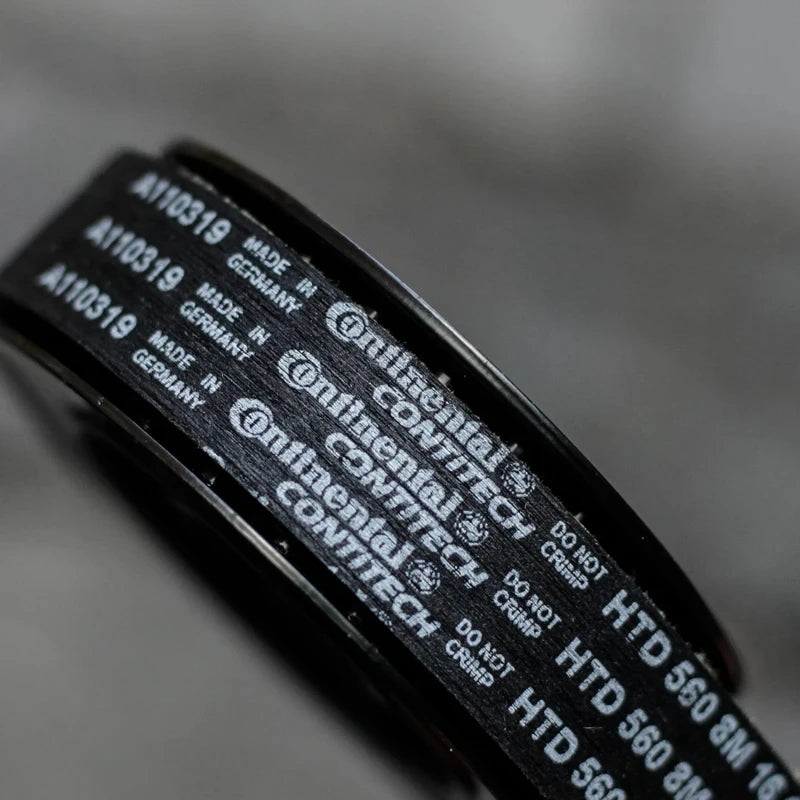 A110319 MADE IN GERMANY Continental CONTITECH DO NOT CRIMP HTD 560 8M 16
A110319 MADE IN GERMANY Continental CONTITECH DO NOT CRIMP HTD 560 8M
A110319 MADE IN GERMANY Continental CONTITECH DO NOT CRIMP HTD 560